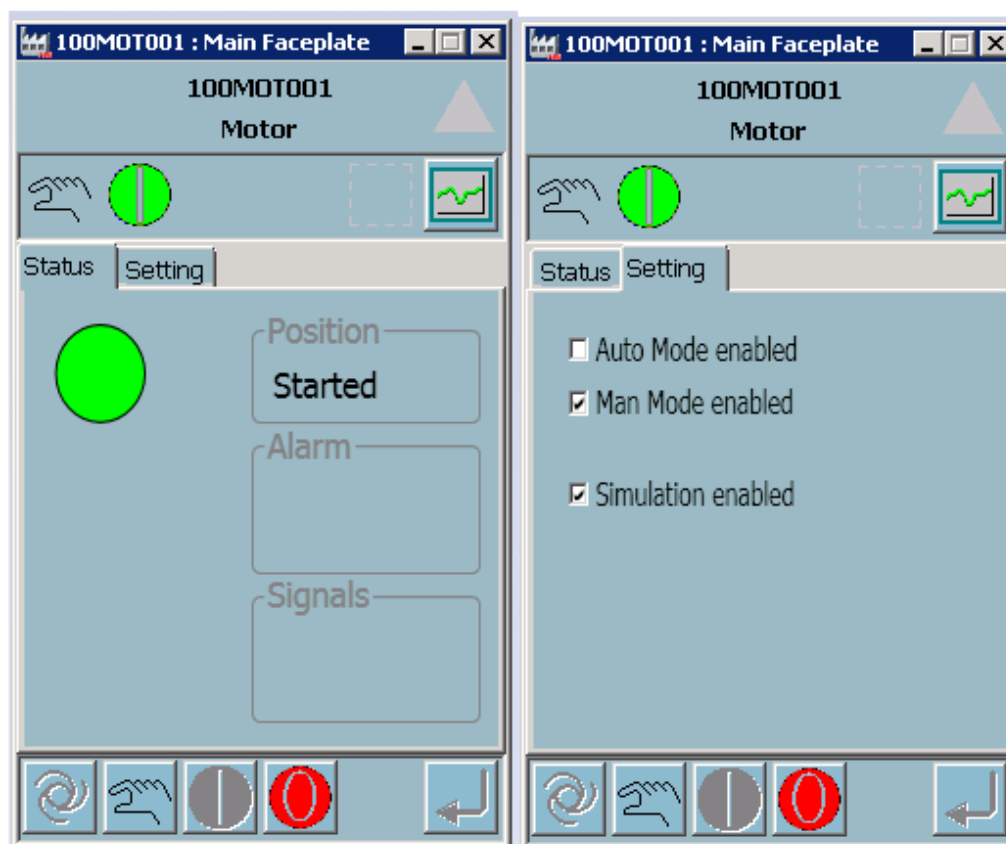 100MOT001 : Main Faceplate
100MOT001
Motor
Status
Setting
Position
Started
Alarm
Signals
100MOT001 : Main Faceplate
100MOT001
Motor
Status
Setting
Auto Mode enabled
Man Mode enabled
Simulation enabled